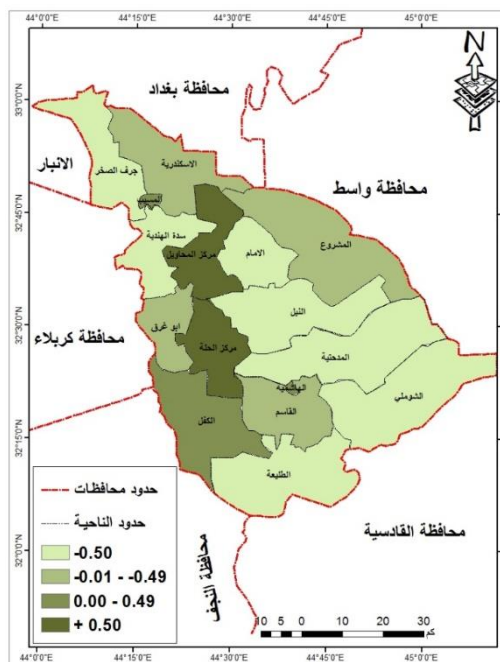 44°0'0"E 44°15'0"E 44°30'0"E 44°45'0"E 45°0'0"E
33°0'0"N
32°45'0"N
32°30'0"N
32°15'0"N
32°0'0"N
N
محافظة بغداد
الانبار
محافظة واسط
محافظة كربلاء
محافظة القادسية
محافظة النجف
جرف الصخر
الاسكندرية
المسيب
سدة الهندية
مركز المحاويل
الامام
المشروع
النيل
ابو غرق
مركز الحلة
المدحتية
الهاشمية
القاسم
الشوملي
الكفل
الطليعة
حدود محافظات
حدود الناحية
-0.50
-0.01 - -0.49
0.00 - 0.49
+ 0.50
10 5 0 10 20 30
كم
44°0'0"E 44°15'0"E 44°30'0"E 44°45'0"E 45°0'0"E